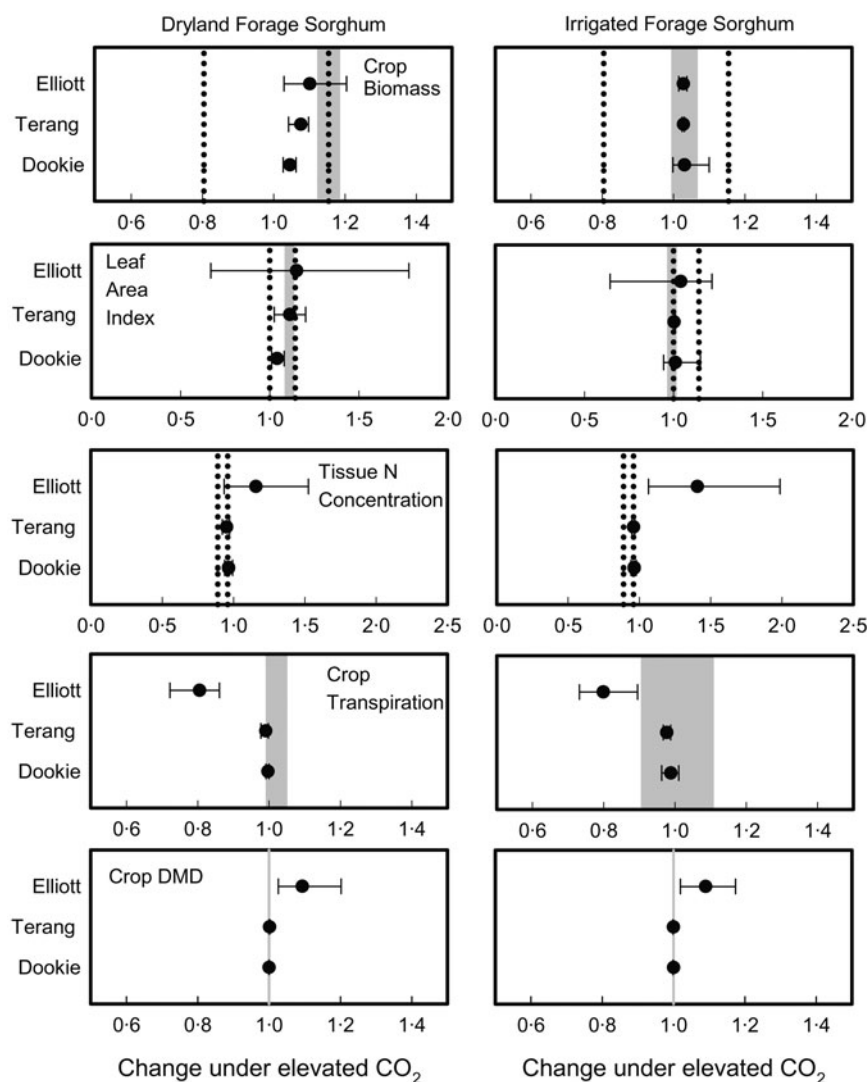 Dryland Forage Sorghum
Irrigated Forage Sorghum
Elliott
Terang
Dookie
Crop
Biomass
0·6 0·8 1·0 1·2 1·4
0·6 0·8 1·0 1·2 1·4
Elliott
Terang
Dookie
Leaf
Area
Index
0·0 0·5 1·0 1·5 2·0
0·0 0·5 1·0 1·5 2·0
Elliott
Terang
Dookie
Tissue N
Concentration
0·0 0·5 1·0 1·5 2·0 2·5
0·0 0·5 1·0 1·5 2·0 2·5
Elliott
Terang
Dookie
Crop
Transpiration
0·6 0·8 1·0 1·2 1·4
0·6 0·8 1·0 1·2 1·4
Crop DMD
Elliott
Terang
Dookie
0·6 0·8 1·0 1·2 1·4
0·6 0·8 1·0 1·2 1·4
Change under elevated CO₂
Change under elevated CO₂